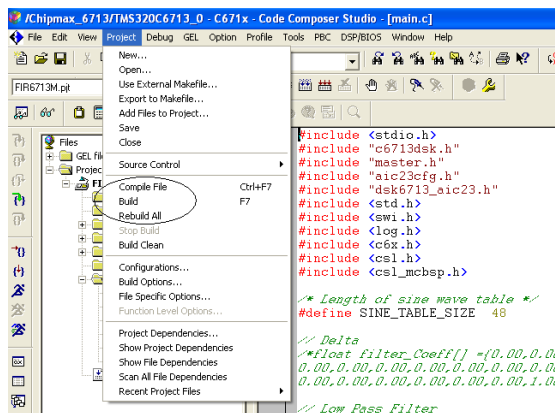 /Chipmax_6713/TMS320C6713_0 - C671x - Code Composer Studio - [main.c]
File Edit View Project Debug GEL Option Profile Tools PBC DSP/BIOS Window Help
FIR6713M.pjt
New...
Open...
Use External Makefile...
Export to Makefile...
Add Files to Project...
Save
Close
Source Control
Compile File Ctrl+F7
Build F7
Rebuild All
Stop Build
Build Clean
Configurations...
Build Options...
File Specific Options...
Function Level Options...
Project Dependencies...
Show Project Dependencies
Show File Dependencies
Scan All File Dependencies
Recent Project Files
Files
GEL file
Projec
FI
#include <stdio.h>
#include "c6713dsk.h"
#include "master.h"
#include "aic23cfg.h"
#include "dsk6713_aic23.h"
#include <std.h>
#include <swi.h>
#include <log.h>
#include <c6x.h>
#include <csl.h>
#include <csl_mcbsp.h>
/* Length of sine wave table */
#define SINE_TABLE_SIZE 48
// Delta
/*float filter_Coeff[] ={0.00,0.0
0.00,0.00,0.00,0.00,0.00,0.00,0.0
0.00,0.00,0.00,0.00,0.00,0.00,1.0
// Low Pass Filter